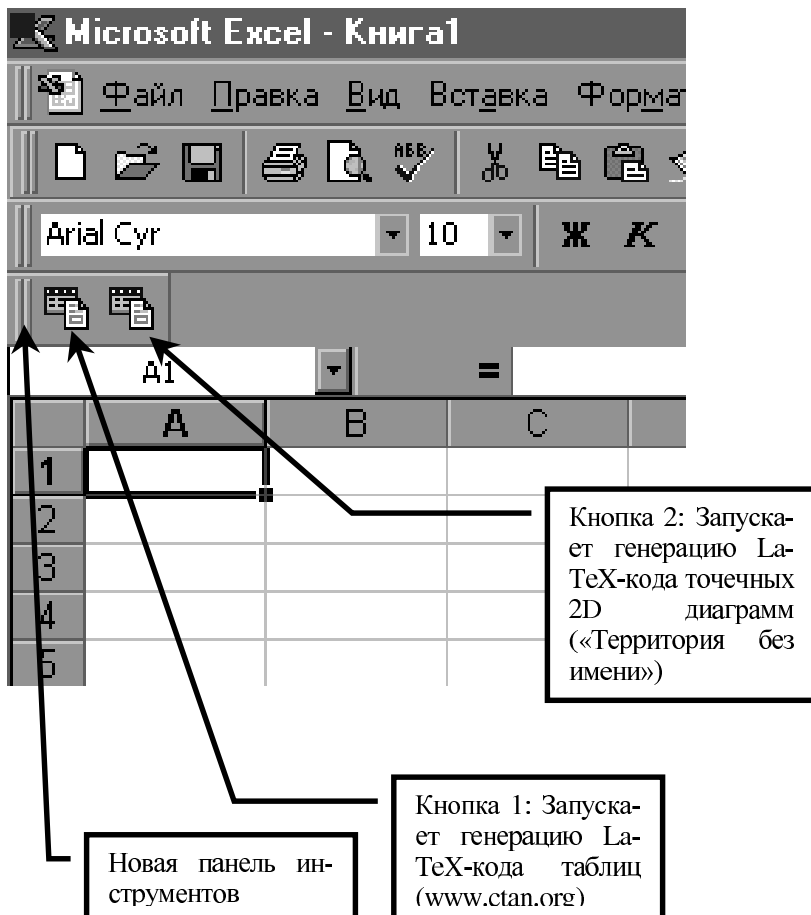 Microsoft Excel - Книга1
Файл Правка Вид Вставка Формат
ABC
Arial Cyr 10 Ж К
A1 =
A B C
1
2
3
4
5
Кнопка 2: Запуска-
ет генерацию La-
TeX-кода точечных
2D диаграмм
(«Территория без
имени»)
Кнопка 1: Запуска-
ет генерацию La-
TeX-кода таблиц
(www.ctan.org)
Новая панель ин-
струментов